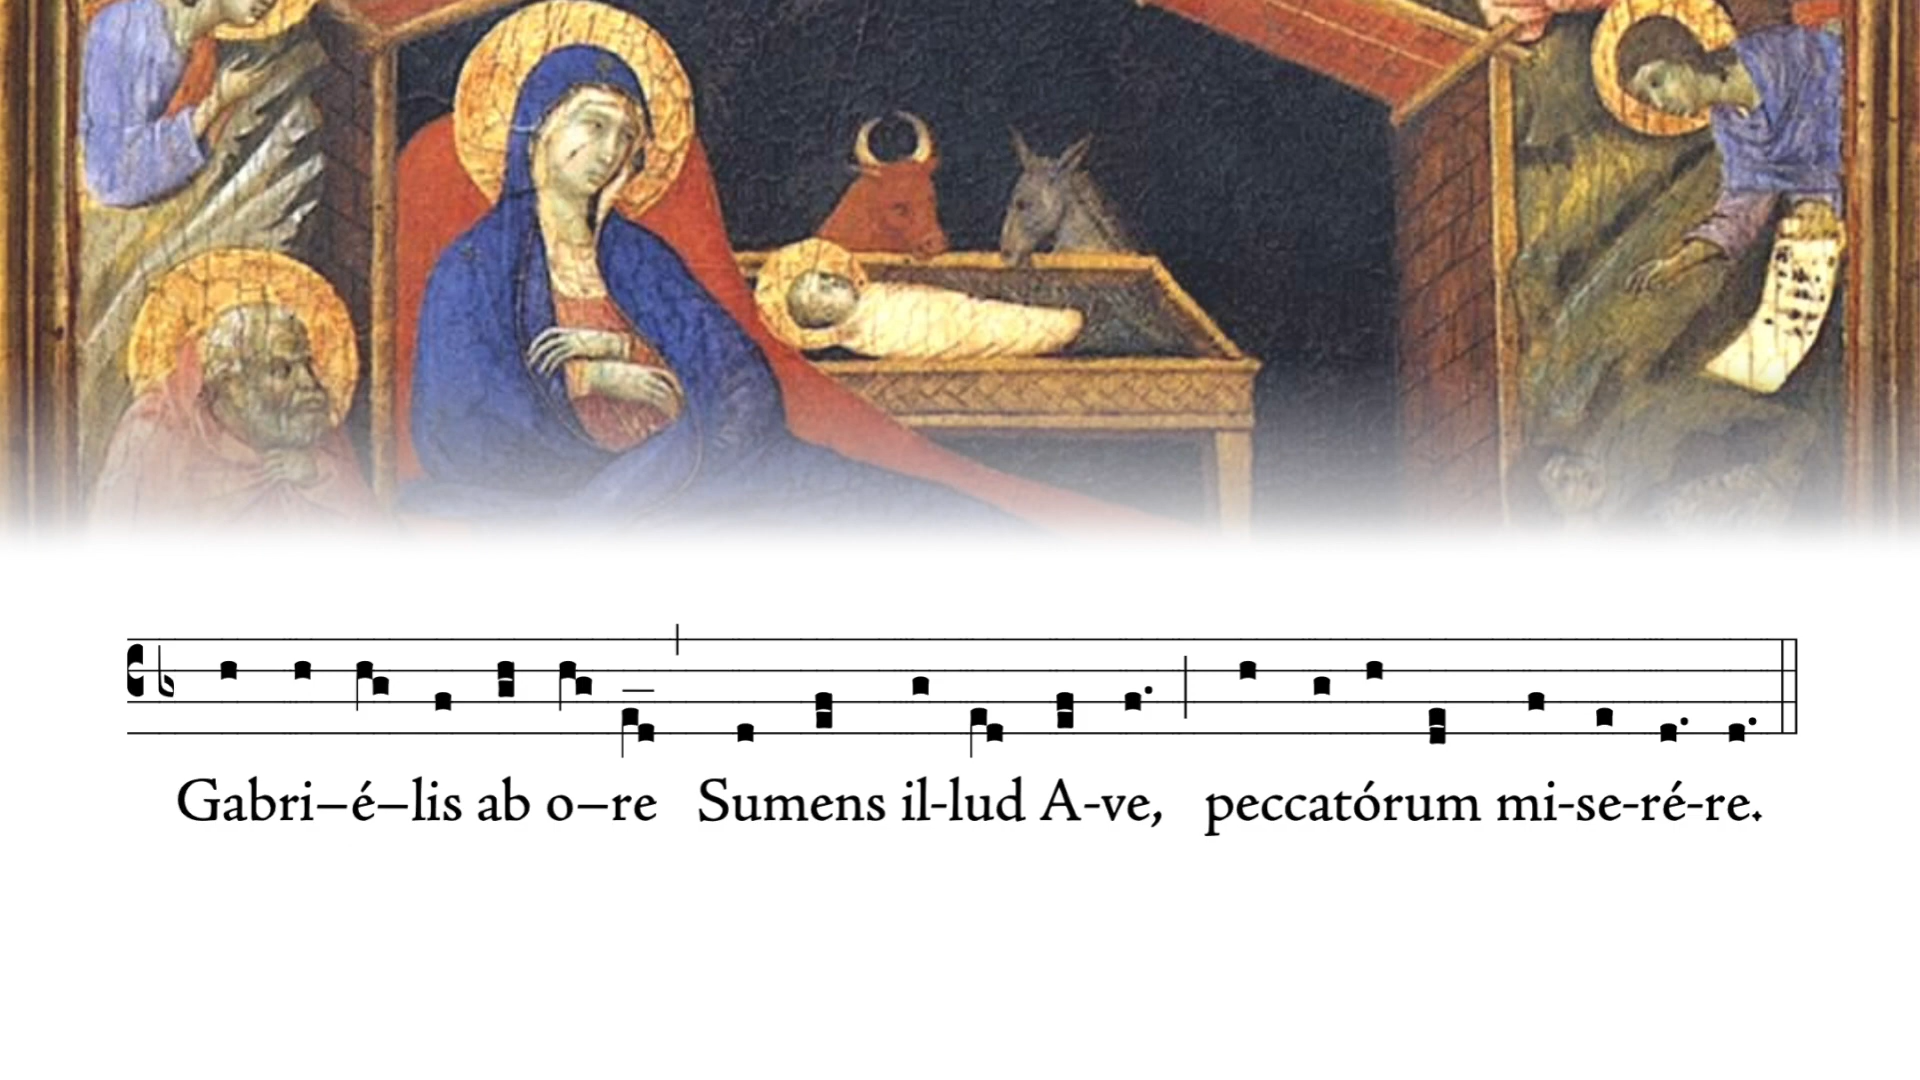 Gabri–é–lis ab o–re Sumens il-lud A-ve, peccatórum mi-se-ré-re.